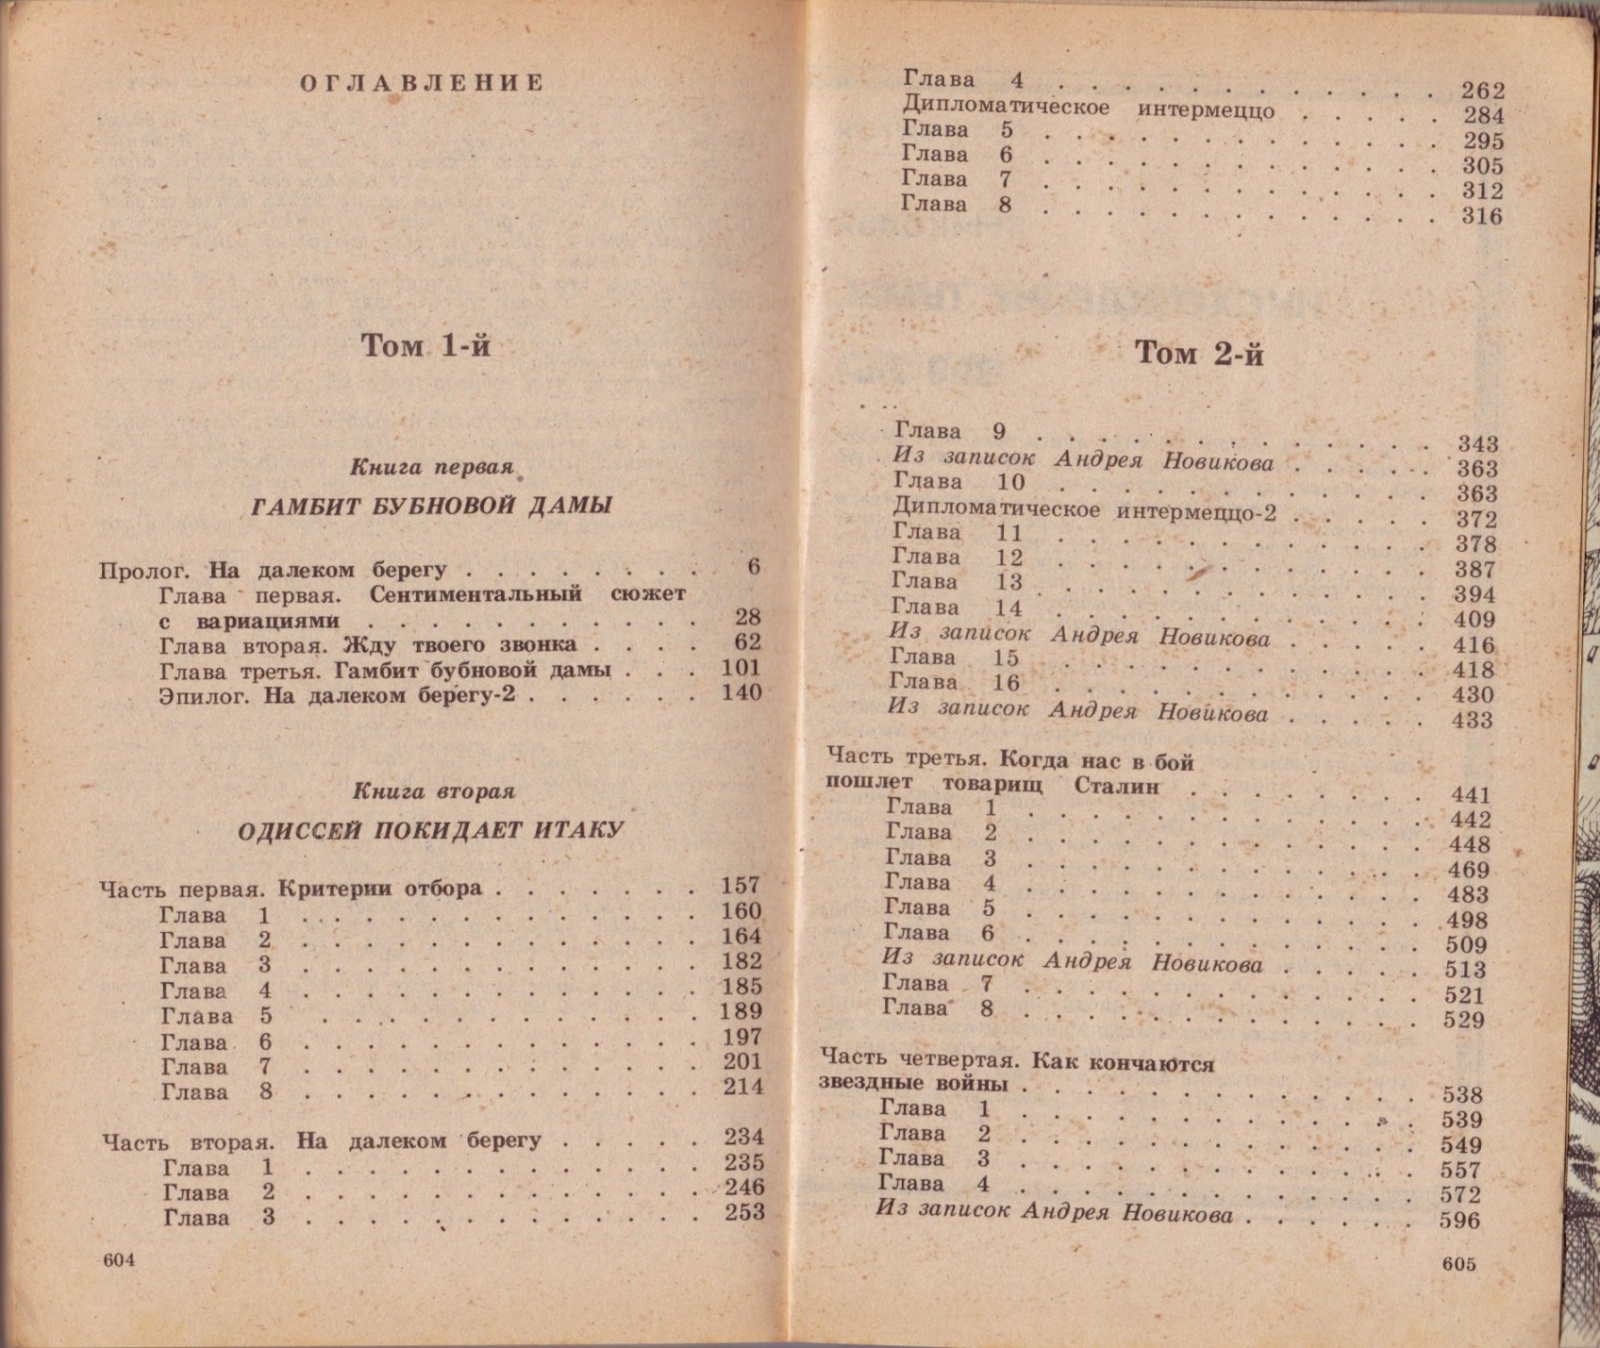 ОГЛАВЛЕНИЕ
Том 1-й
Книга первая
ГАМБИТ БУБНОВОЙ ДАМЫ
Пролог. На далеком берегу . . . . . . . . 6
Глава первая. Сентиментальный сюжет
с вариациями . . . . . . . . . . . 28
Глава вторая. Жду твоего звонка . . . . 62
Глава третья. Гамбит бубновой дамы . . . 101
Эпилог. На далеком берегу-2 . . . . . . 140
Книга вторая
ОДИССЕЙ ПОКИДАЕТ ИТАКУ
Часть первая. Критерии отбора . . . . . . . 157
Глава 1 . . . . . . . . . . . . . 160
Глава 2 . . . . . . . . . . . . . 164
Глава 3 . . . . . . . . . . . . . 182
Глава 4 . . . . . . . . . . . . . 185
Глава 5 . . . . . . . . . . . . 189
Глава 6 . . . . . . . . . . . . . 197
Глава 7 . . . . . . . . . . . . . 201
Глава 8 . . . . . . . . . . . . . 214
Часть вторая. На далеком берегу . . . . . 234
Глава 1 . . . . . . . . . . . . . 235
Глава 2 . . . . . . . . . . . . . 246
Глава 3 . . . . . . . . . . . . . 253
604
Глава 4 . . . . . . . . . . . . 262
Дипломатическое интермеццо . . . . . 284
Глава 5 . . . . . . . . . . . . . 295
Глава 6 . . . . . . . . . . . . . 305
Глава 7 . . . . . . . . . . . . . 312
Глава 8 . . . . . . . . . . . . . 316
Том 2-й
Глава 9 . . . . . . . . . . . . . 343
Из записок Андрея Новикова . . . . . 363
Глава 10 . . . . . . . . . . . . 363
Дипломатическое интермеццо-2 . . . . . 372
Глава 11 . . . . . . . . . . . . 378
Глава 12 . . . . . . . . . . . . 387
Глава 13 . . . . . . . . . . . . . 394
Глава 14 . . . . . . . . . . . . 409
Из записок Андрея Новикова . . . . . 416
Глава 15 . . . . . . . . . . . . 418
Глава 16 . . . . . . . . . . . . 430
Из записок Андрея Новикова . . . . . 433
Часть третья. Когда нас в бой
пошлет товарищ Сталин . . . . . . . . 441
Глава 1 . . . . . . . . . . . . . 442
Глава 2 . . . . . . . . . . . . . 448
Глава 3 . . . . . . . . . . . . . 469
Глава 4 . . . . . . . . . . . . . 483
Глава 5 . . . . . . . . . . . . . 498
Глава 6 . . . . . . . . . . . . . 509
Из записок Андрея Новикова . . . . . 513
Глава 7 . . . . . . . . . . . . . 521
Глава 8 . . . . . . . . . . . . . 529
Часть четвертая. Как кончаются
звездные войны . . . . . . . . . . . . . 538
Глава 1 . . . . . . . . . . . . . 539
Глава 2 . . . . . . . . . . . . . 549
Глава 3 . . . . . . . . . . . . . 557
Глава 4 . . . . . . . . . . . . . 572
Из записок Андрея Новикова . . . . . . 596
605